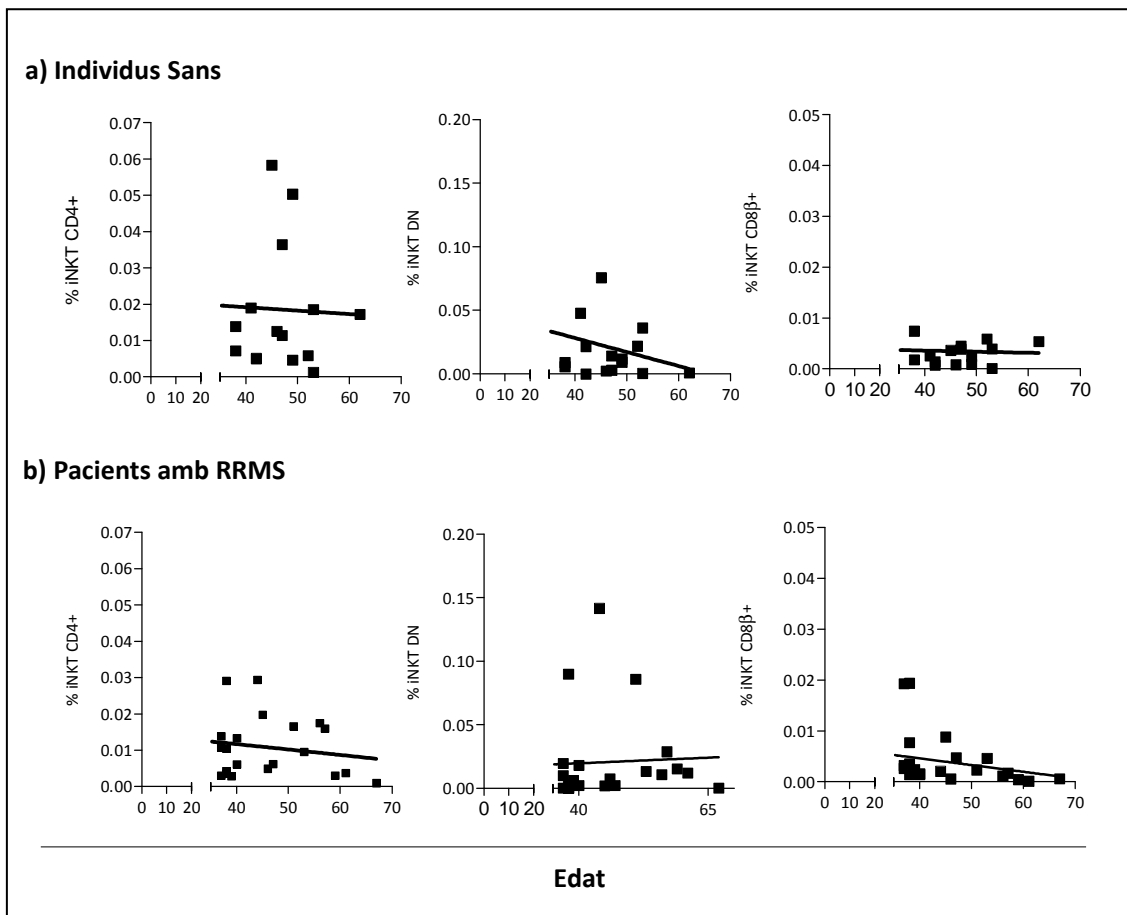 a) Individus Sans
% iNKT CD4+
0.07
0.06
0.05
0.04
0.03
0.02
0.01
0.00
0 10 20 40 50 60 70
% iNKT DN
0.20
0.15
0.10
0.05
0.00
0 10 20 40 50 60 70
% iNKT CD8β+
0.05
0.04
0.03
0.02
0.01
0.00
0 10 20 40 50 60 70
b) Pacients amb RRMS
% iNKT CD4+
0.07
0.06
0.05
0.04
0.03
0.02
0.01
0.00
0 10 20 40 50 60 70
% iNKT DN
0.20
0.15
0.10
0.05
0.00
0 10 20 40 65
% iNKT CD8β+
0.05
0.04
0.03
0.02
0.01
0.00
0 10 20 40 50 60 70
Edat